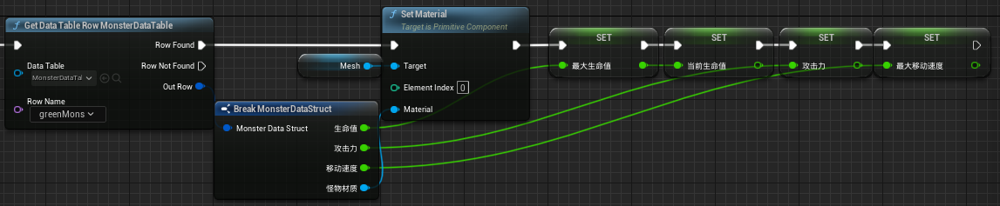 Get Data Table Row MonsterDataTable
Row Found
Data Table
Row Not Found
MonsterDataTal
Out Row
Row Name
greenMons
Break MonsterDataStruct
Monster Data Struct
生命值
攻击力
移动速度
怪物材质
Mesh
Set Material
Target is Primitive Component
Target
Element Index 0
Material
SET
最大生命值
SET
当前生命值
SET
攻击力
SET
最大移动速度